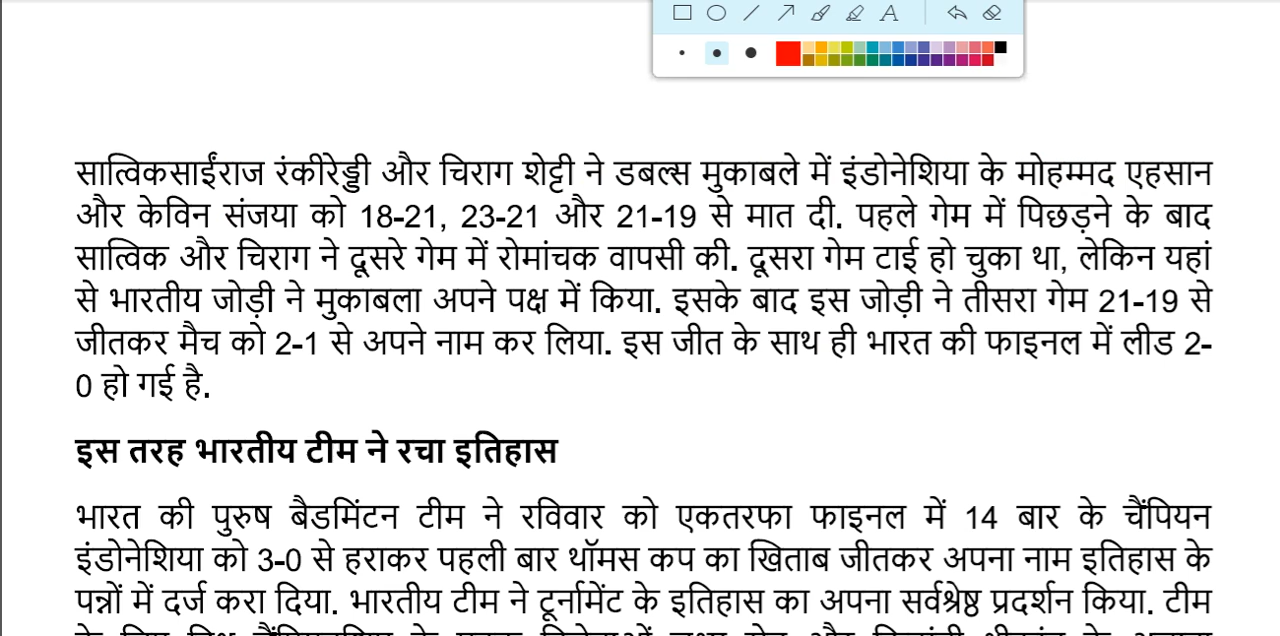 A
सात्विकसाईंराज रंकीरेड्डी और चिराग शेट्टी ने डबल्स मुकाबले में इंडोनेशिया के मोहम्मद एहसान
और केविन संजया को 18-21, 23-21 और 21-19 से मात दी. पहले गेम में पिछड़ने के बाद
सात्विक और चिराग ने दूसरे गेम में रोमांचक वापसी की. दूसरा गेम टाई हो चुका था, लेकिन यहां
से भारतीय जोड़ी ने मुकाबला अपने पक्ष में किया. इसके बाद इस जोड़ी ने तीसरा गेम 21-19 से
जीतकर मैच को 2-1 से अपने नाम कर लिया. इस जीत के साथ ही भारत की फाइनल में लीड 2-
0 हो गई है.
इस तरह भारतीय टीम ने रचा इतिहास
भारत की पुरुष बैडमिंटन टीम ने रविवार को एकतरफा फाइनल में 14 बार के चैंपियन
इंडोनेशिया को 3-0 से हराकर पहली बार थॉमस कप का खिताब जीतकर अपना नाम इतिहास के
पन्नों में दर्ज करा दिया. भारतीय टीम ने टूर्नामेंट के इतिहास का अपना सर्वश्रेष्ठ प्रदर्शन किया. टीम